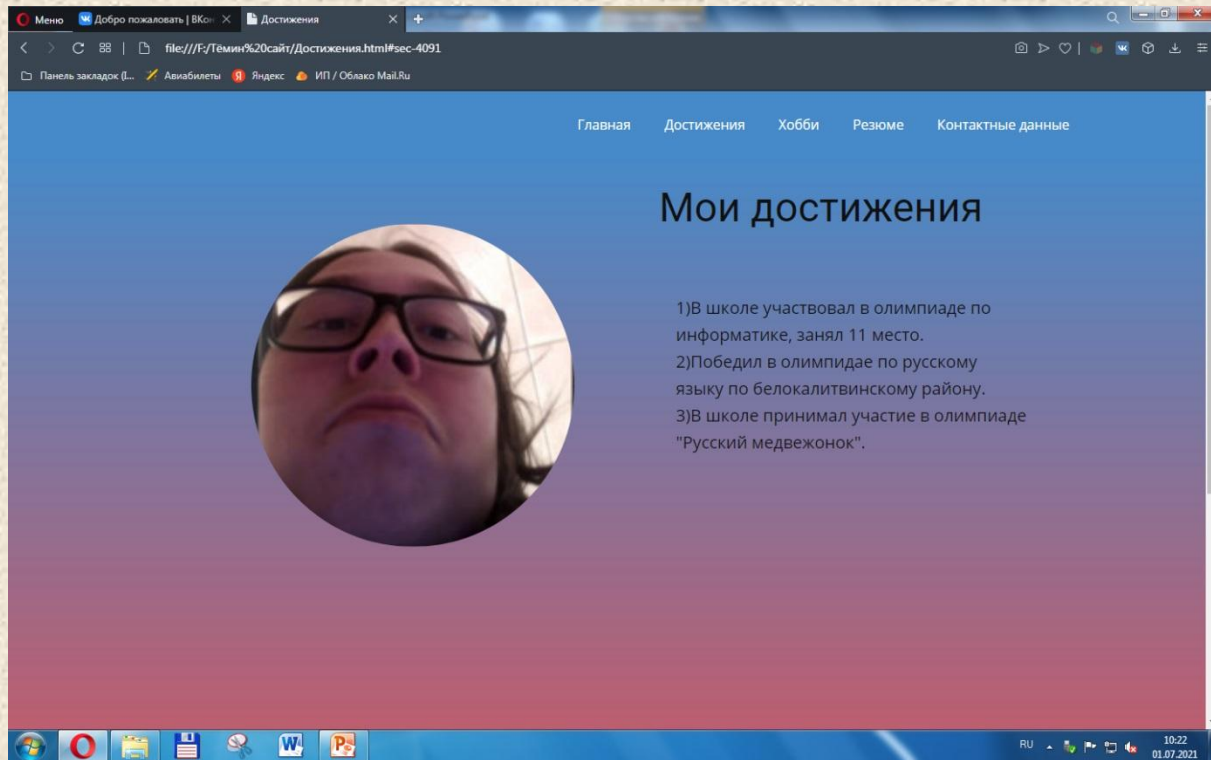 Меню
Добро пожаловать | ВКон
Достижения
file:///F:/Тёмин%20сайт/Достижения.html#sec-4091
Панель закладок (I...
Авиабилеты
Яндекс
ИП / Облако Mail.Ru
Главная
Достижения
Хобби
Резюме
Контактные данные
Мои достижения
1)В школе участвовал в олимпиаде по
информатике, занял 11 место.
2)Победил в олимпидае по русскому
языку по белокалитвинскому району.
3)В школе принимал участие в олимпиаде
"Русский медвежонок".
RU
10:22
01.07.2021